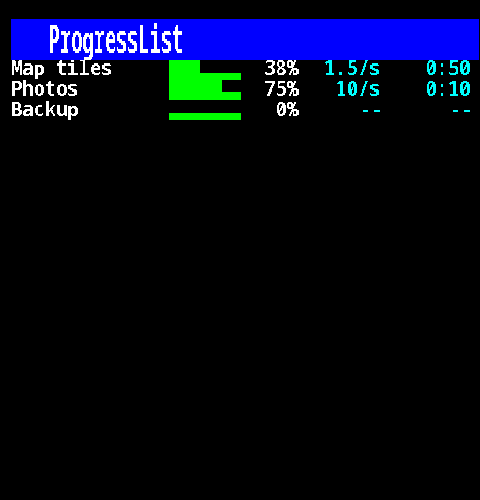 ProgressList
Map tiles 38% 1.5/s 0:50
Photos 75% 10/s 0:10
Backup 0% -- --